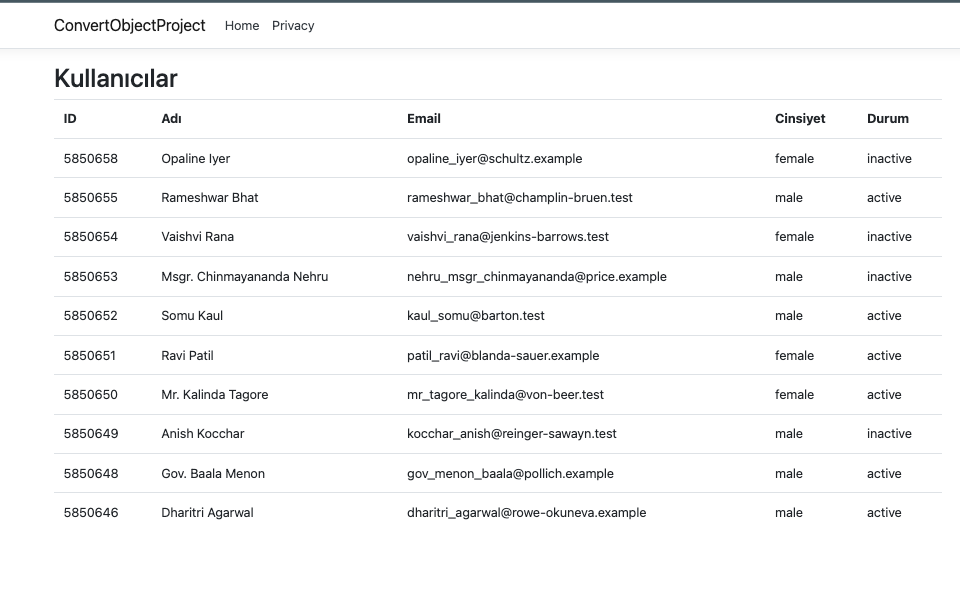 ConvertObjectProject Home Privacy
Kullanıcılar
ID Adı Email Cinsiyet Durum
5850658 Opaline Iyer opaline_iyer@schultz.example female inactive
5850655 Rameshwar Bhat rameshwar_bhat@champlin-bruen.test male active
5850654 Vaishvi Rana vaishvi_rana@jenkins-barrows.test female inactive
5850653 Msgr. Chinmayananda Nehru nehru_msgr_chinmayananda@price.example male inactive
5850652 Somu Kaul kaul_somu@barton.test male active
5850651 Ravi Patil patil_ravi@blanda-sauer.example female active
5850650 Mr. Kalinda Tagore mr_tagore_kalinda@von-beer.test female active
5850649 Anish Kocchar kocchar_anish@reinger-sawayn.test male inactive
5850648 Gov. Baala Menon gov_menon_baala@pollich.example male active
5850646 Dharitri Agarwal dharitri_agarwal@rowe-okuneva.example male active